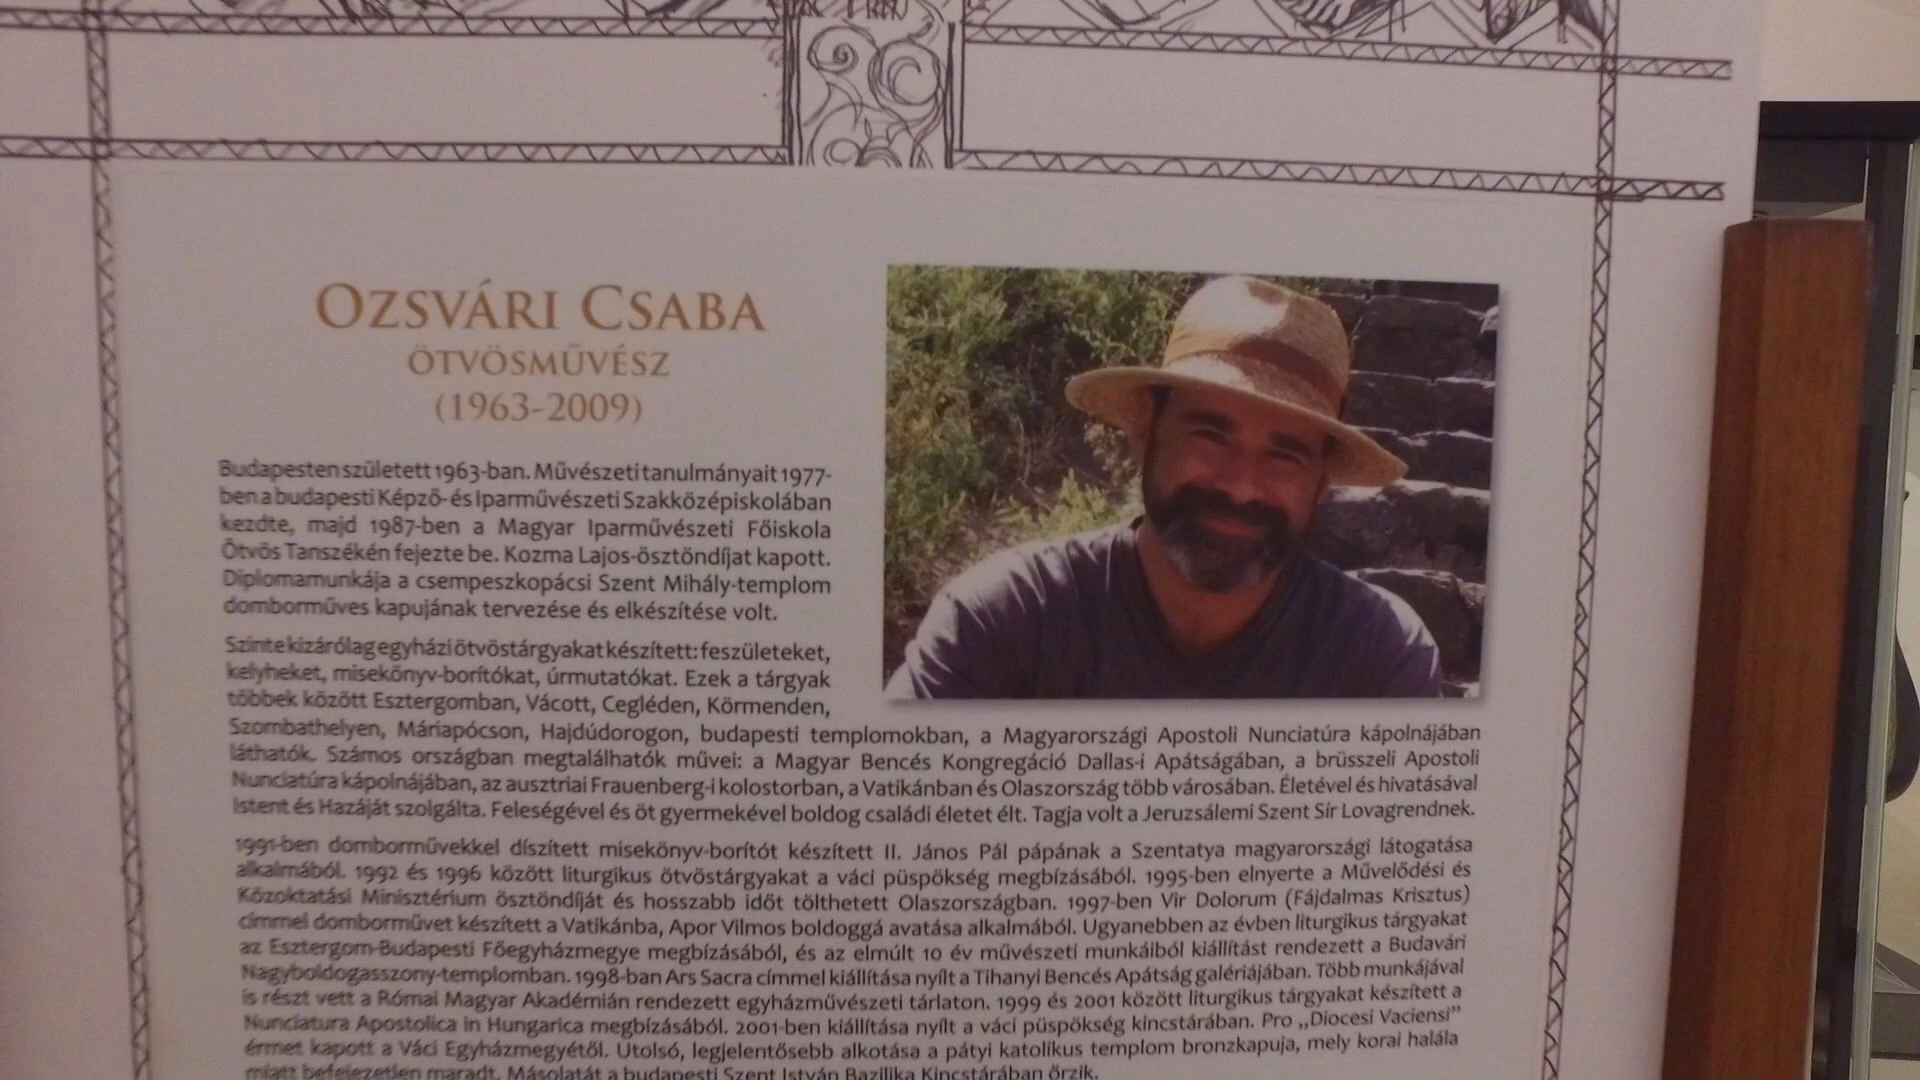 OZSVÁRI CSABA
ÖTVÖSMŰVÉSZ
(1963-2009)
Budapesten született 1963-ban. Művészeti tanulmányait 1977-
ben a budapesti Képző- és Iparművészeti Szakközépiskolában
kezdte, majd 1987-ben a Magyar Iparművészeti Főiskola
Ötvös Tanszékén fejezte be. Kozma Lajos-ösztöndíjat kapott.
Diplomamunkája a csempeszkopácsi Szent Mihály-templom
domborműves kapujának tervezése és elkészítése volt.
Szinte kizárólag egyházi ötvöstárgyakat készített: feszületeket,
kelyheket, misekönyv-borítókat, úrmutatókat. Ezek a tárgyak
többek között Esztergomban, Vácott, Cegléden, Körmenden,
Szombathelyen, Máriapócson, Hajdúdorogon, budapesti templomokban, a Magyarországi Apostoli Nunciatúra kápolnájában
láthatók. Számos országban megtalálhatók művei: a Magyar Bencés Kongregáció Dallas-i Apátságában, a brüsszeli Apostoli
Nunciatúra kápolnájában, az ausztriai Frauenberg-i kolostorban, a Vatikánban és Olaszország több városában. Életével és hivatásával
Istent és Hazáját szolgálta. Feleségével és öt gyermekével boldog családi életet élt. Tagja volt a Jeruzsálemi Szent Sír Lovagrendnek.
1991-ben domborművekkel díszített misekönyv-borítót készített II. János Pál pápának a Szentatya magyarországi látogatása
alkalmából. 1992 és 1996 között liturgikus ötvöstárgyakat a váci püspökség megbízásából. 1995-ben elnyerte a Művelődési és
Közoktatási Minisztérium ösztöndíját és hosszabb időt tölthetett Olaszországban. 1997-ben Vir Dolorum (Fájdalmas Krisztus)
címmel domborművet készített a Vatikánba, Apor Vilmos boldoggá avatása alkalmából. Ugyanebben az évben liturgikus tárgyakat
az Esztergom-Budapesti Főegyházmegye megbízásából, és az elmúlt 10 év művészeti munkáiból kiállítást rendezett a Budavári
Nagyboldogasszony-templomban. 1998-ban Ars Sacra címmel kiállítása nyílt a Tihanyi Bencés Apátság galériájában. Több munkájával
is részt vett a Római Magyar Akadémián rendezett egyházművészeti tárlaton. 1999 és 2001 között liturgikus tárgyakat készített a
Nunciatura Apostolica in Hungarica megbízásából. 2001-ben kiállítása nyílt a váci püspökség kincstárában. Pro „Diocesi Vaciensi”
érmet kapott a Váci Egyházmegyétől. Utolsó, legjelentősebb alkotása a pátyi katolikus templom bronzkapuja, mely korai halála
miatt befejezetlen maradt. Másolatát a budapesti Szent István Bazilika Kincstárában őrzik.